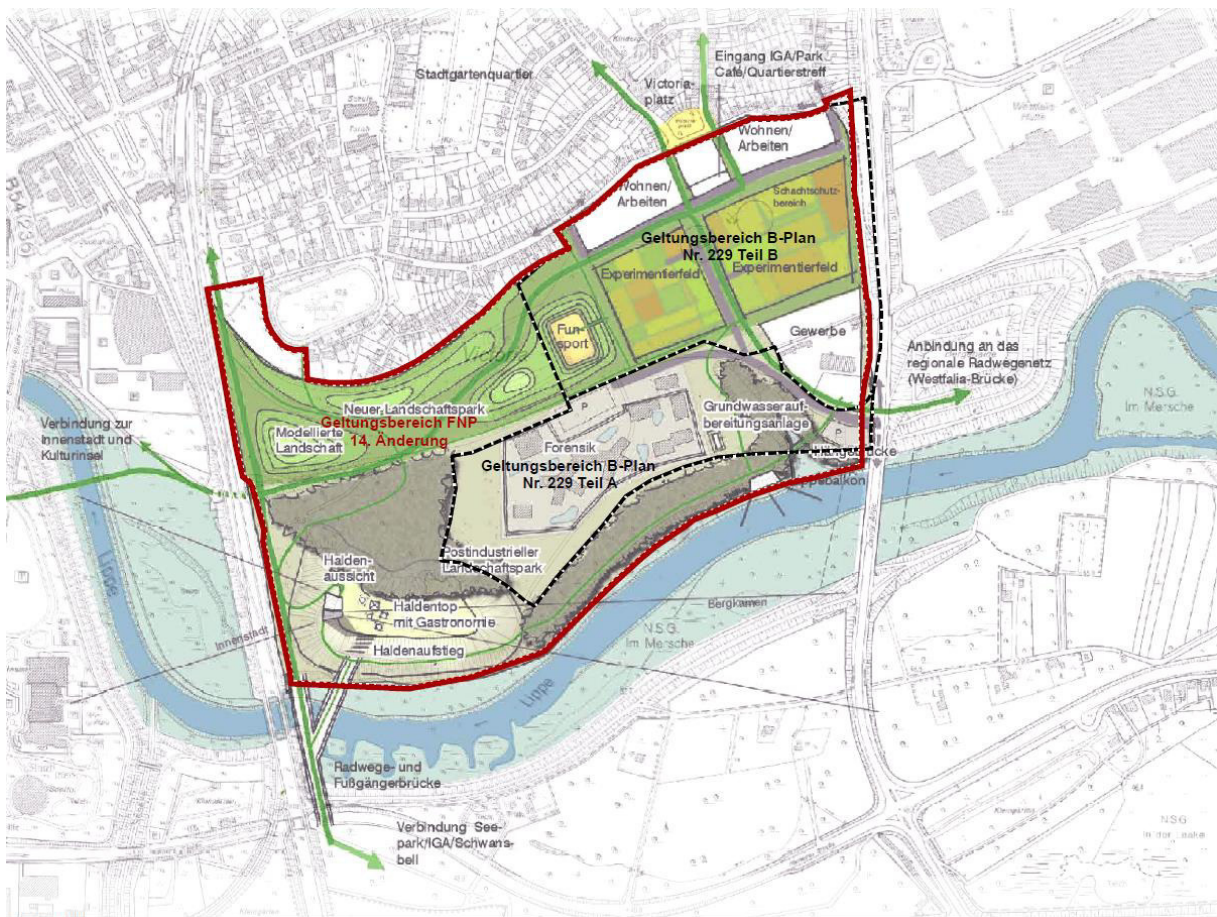 Stadtgartenquartier
Victoria-
platz
Eingang IGA/Park
Café/Quartierstreff
Wohnen/
Arbeiten
Wohnen/
Arbeiten
Schachtschutz-
bereich
Geltungsbereich B-Plan
Nr. 229 Teil B
Experimentierfeld
Experimentierfeld
Fun-
sport
Gewerbe
Victoria
Anbindung an das
regionale Radwegenetz
(Westfalia-Brücke)
N.S.G.
Im Mersche
Neuer Landschaftspark
Geltungsbereich FNP
14. Änderung
Modellierte
Landschaft
Verbindung zur
Innenstadt und
Kulturinsel
P
Grundwasserauf-
bereitungsanlage
Forensik
Geltungsbereich B-Plan
Nr. 229 Teil A
Postindustrieller
Landschaftspark
Halden-
aussicht
Haldentop
mit Gastronomie
Haldenaufstieg
Lippe
Innenstadt
Bergkamen
N.S.G.
Im Mersche
Lippe
Radwege- und
Fußgängerbrücke
Verbindung See-
park/IGA/Schwans-
bell
Kleingärten
NSG